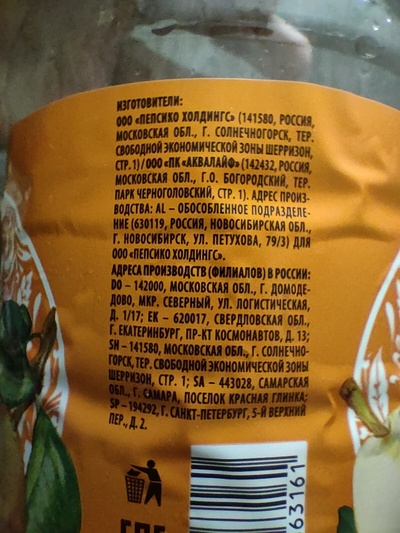 ИЗГОТОВИТЕЛИ:
ООО «ПЕПСИКО ХОЛДИНГС» (141580, РОССИЯ,
МОСКОВСКАЯ ОБЛ., Г. СОЛНЕЧНОГОРСК, ТЕР.
СВОБОДНОЙ ЭКОНОМИЧЕСКОЙ ЗОНЫ ШЕРРИЗОН,
СТР. 1) / ООО «ПК «АКВАЛАЙФ» (142432, РОССИЯ,
МОСКОВСКАЯ ОБЛ., Г.О. БОГОРОДСКИЙ, ТЕР.
ПАРК ЧЕРНОГОЛОВСКИЙ, СТР. 1). АДРЕС ПРОИЗ-
ВОДСТВА: AL – ОБОСОБЛЕННОЕ ПОДРАЗДЕЛЕ-
НИЕ (630119, РОССИЯ, НОВОСИБИРСКАЯ ОБЛ.,
Г. НОВОСИБИРСК, УЛ. ПЕТУХОВА, 79/3) ДЛЯ
ООО «ПЕПСИКО ХОЛДИНГС».
АДРЕСА ПРОИЗВОДСТВ (ФИЛИАЛОВ) В РОССИИ:
DO – 142000, МОСКОВСКАЯ ОБЛ., Г. ДОМОДЕ-
ДОВО, МКР. СЕВЕРНЫЙ, УЛ. ЛОГИСТИЧЕСКАЯ,
Д. 1/17; EK – 620017, СВЕРДЛОВСКАЯ ОБЛ.,
Г. ЕКАТЕРИНБУРГ, ПР-КТ КОСМОНАВТОВ, Д. 13;
SH – 141580, МОСКОВСКАЯ ОБЛ., Г. СОЛНЕЧНО-
ГОРСК, ТЕР. СВОБОДНОЙ ЭКОНОМИЧЕСКОЙ ЗОНЫ
ШЕРРИЗОН, СТР. 1; SA – 443028, САМАРСКАЯ
ОБЛ., Г. САМАРА, ПОСЕЛОК КРАСНАЯ ГЛИНКА;
SP – 194292, Г. САНКТ-ПЕТЕРБУРГ, 5-Й ВЕРХНИЙ
ПЕР., Д. 2.
63161